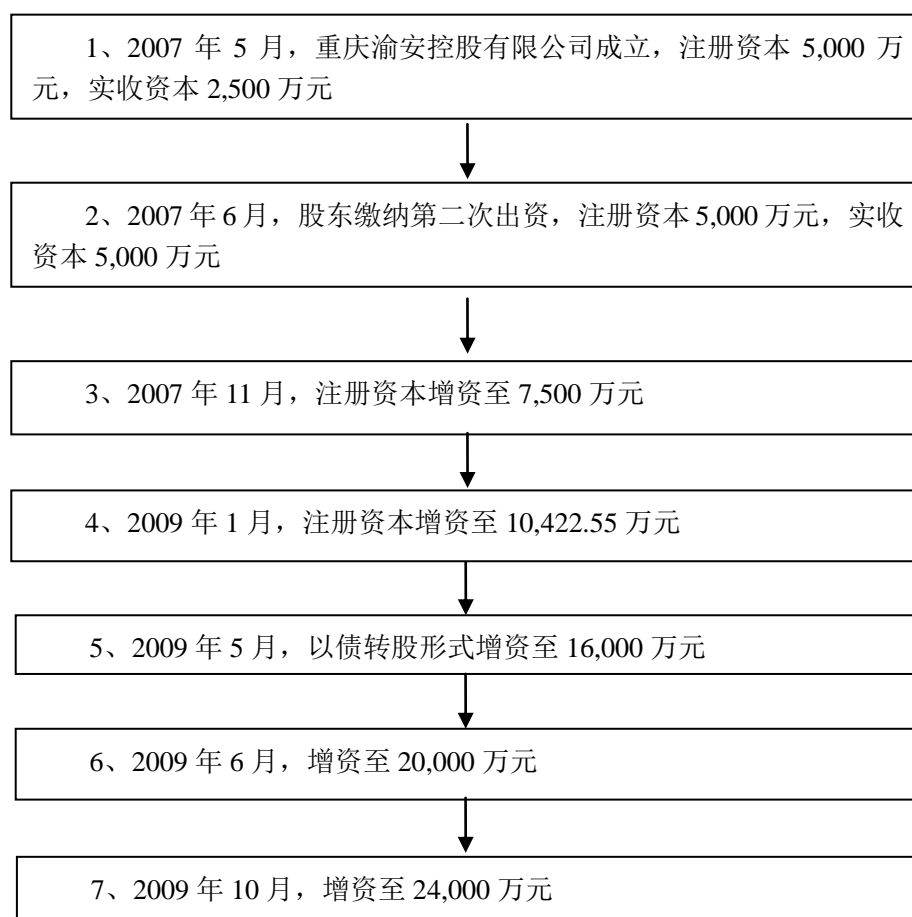 1、2007 年 5 月，重庆渝安控股有限公司成立，注册资本 5,000 万
元，实收资本 2,500 万元
2、2007 年 6 月，股东缴纳第二次出资，注册资本 5,000 万元，实收
资本 5,000 万元
3、2007 年 11 月，注册资本增资至 7,500 万元
4、2009 年 1 月，注册资本增资至 10,422.55 万元
5、2009 年 5 月，以债转股形式增资至 16,000 万元
6、2009 年 6 月，增资至 20,000 万元
7、2009 年 10 月，增资至 24,000 万元